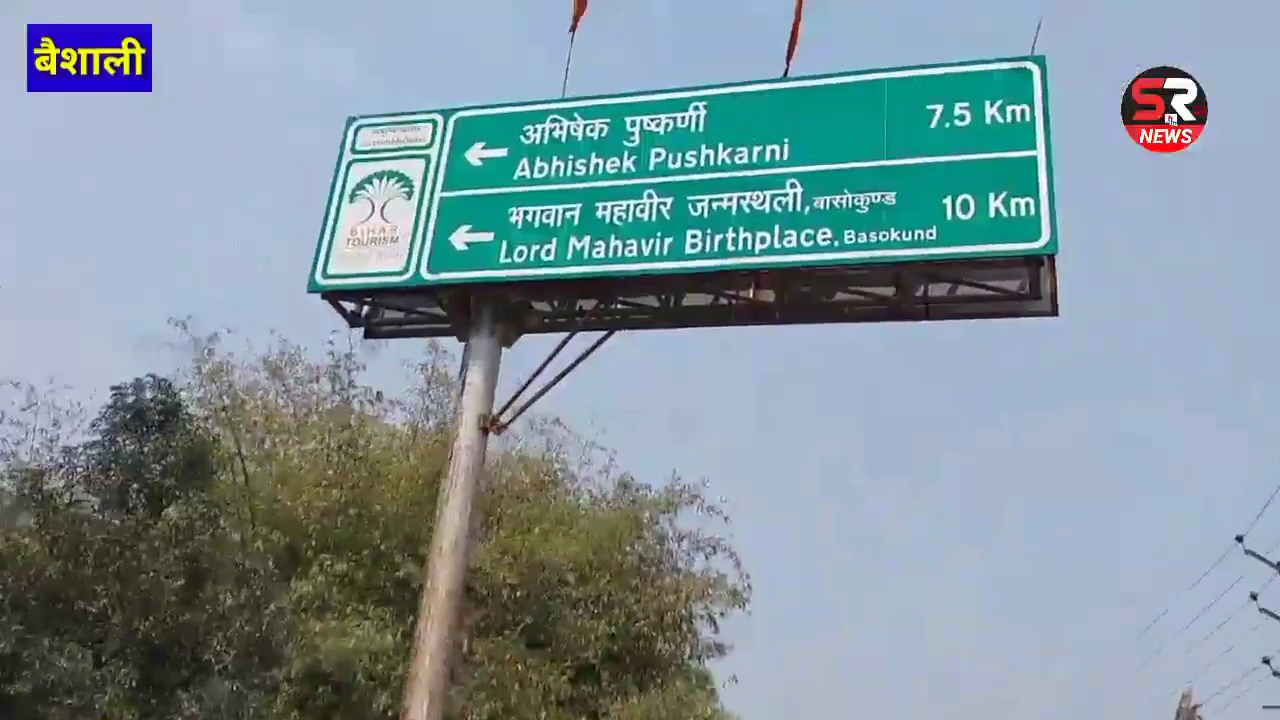 बैशाली
SR
NEWS
अभिषेक पुष्कर्णी
Abhishek Pushkarni
7.5 Km
भगवान महावीर जन्मस्थली, बासोकुण्ड
Lord Mahavir Birthplace, Basokund
10 Km
BIHAR
TOURISM